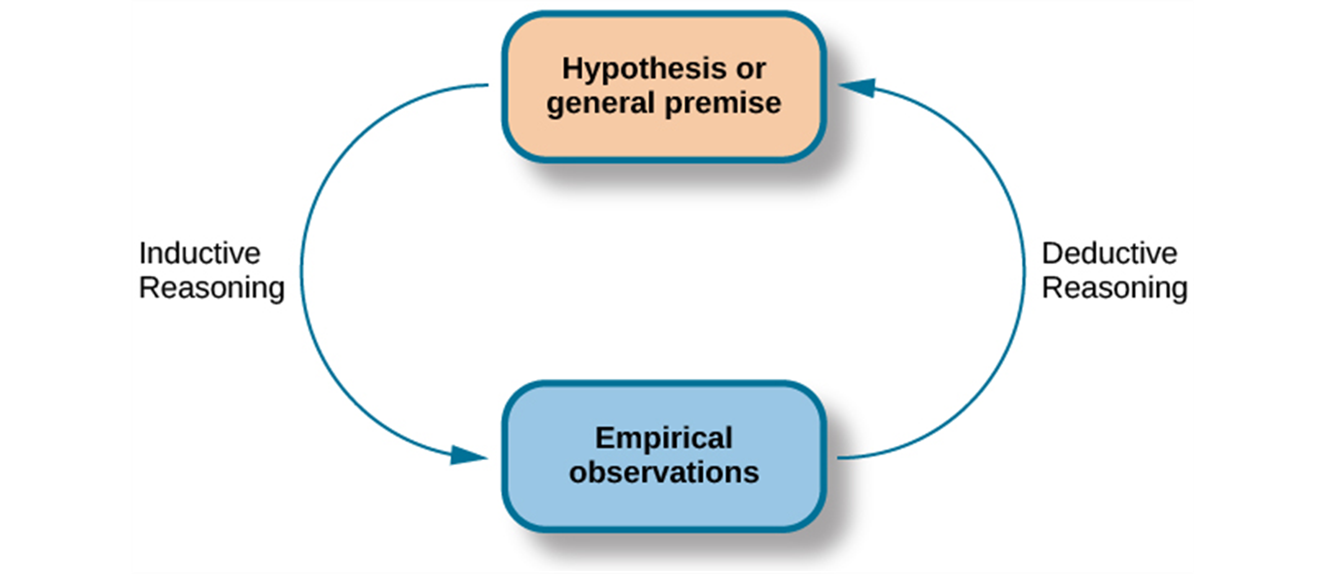 Hypothesis or
general premise
Inductive
Reasoning
Deductive
Reasoning
Empirical
observations